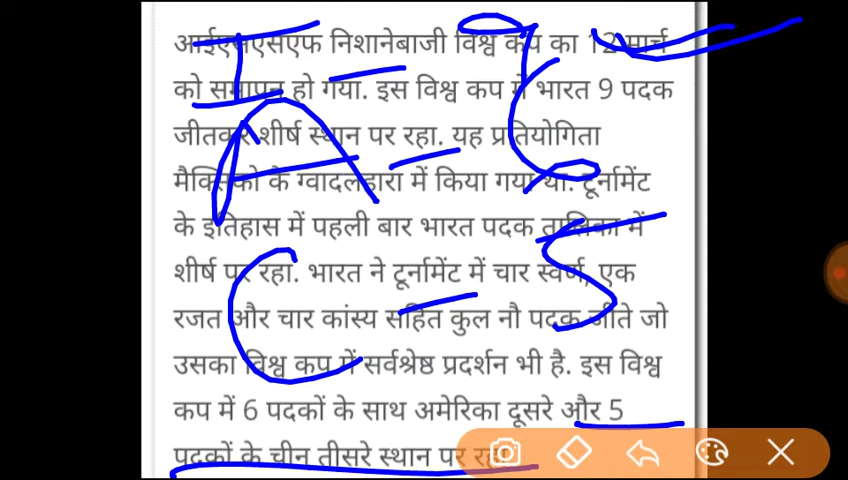 आईएसएसएफ निशानेबाजी विश्व कप का 12 मार्च
को समापन हो गया. इस विश्व कप में भारत 9 पदक
जीतकर शीर्ष स्थान पर रहा. यह प्रतियोगिता
मैक्सिको के ग्वादलहारा में किया गया था. टूर्नामेंट
के इतिहास में पहली बार भारत पदक तालिका में
शीर्ष पर रहा. भारत ने टूर्नामेंट में चार स्वर्ण, एक
रजत और चार कांस्य सहित कुल नौ पदक जीते जो
उसका विश्व कप में सर्वश्रेष्ठ प्रदर्शन भी है. इस विश्व
कप में 6 पदकों के साथ अमेरिका दूसरे और 5
पदकों के चीन तीसरे स्थान पर रहा.
I –
A –
C – 5